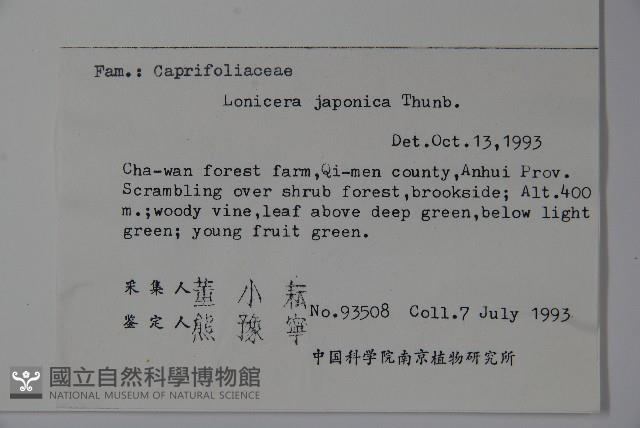 Fam.: Caprifoliaceae
Lonicera japonica Thunb.
Det.Oct.13,1993
Cha-wan forest farm,Qi-men county,Anhui Prov.
Scrambling over shrub forest,brookside; Alt.400
m.;woody vine,leaf above deep green,below light
green; young fruit green.
采集人 董小耘
鉴定人 熊豫宁 No.93508 Coll.7 July 1993
中国科学院南京植物研究所
國立自然科學博物館
NATIONAL MUSEUM OF NATURAL SCIENCE